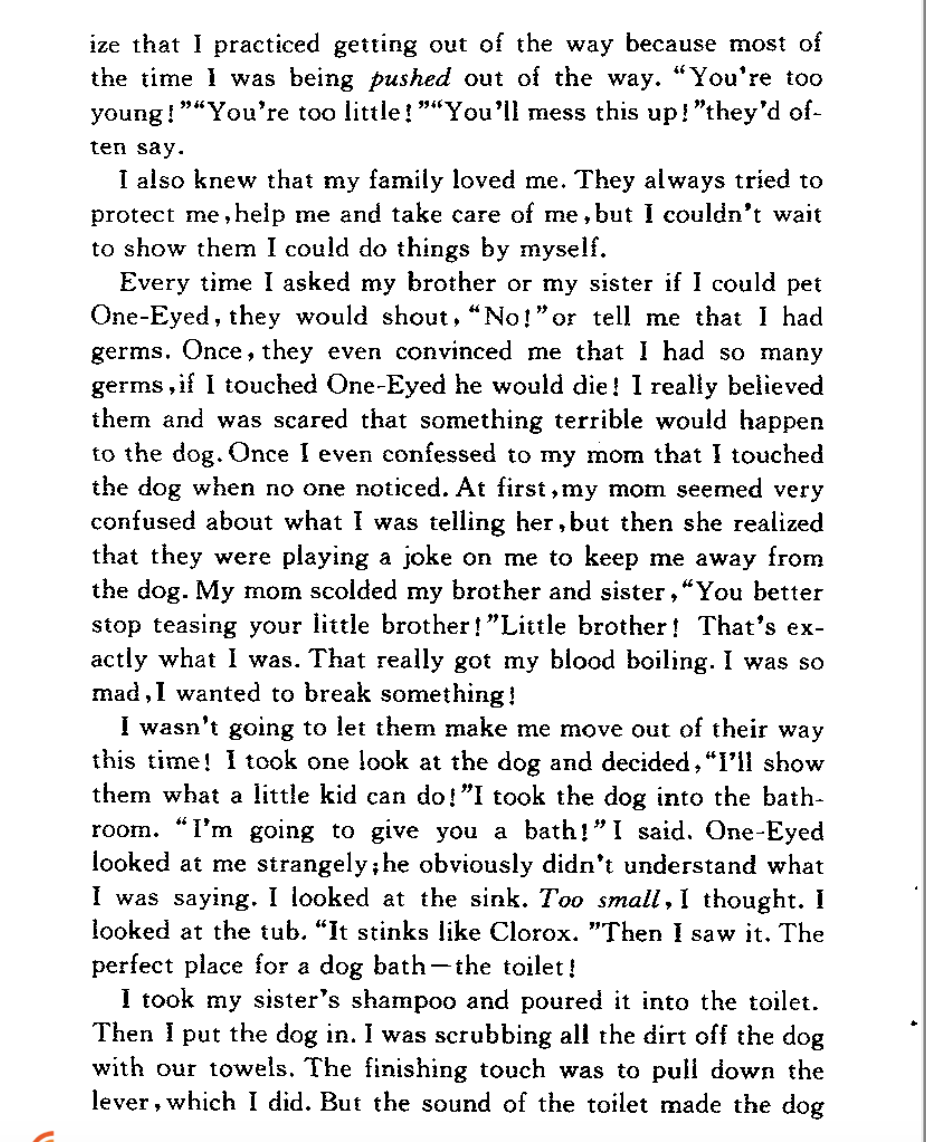 ize that I practiced getting out of the way because most of
the time I was being pushed out of the way. “You're too
young!”“You're too little!”“You'll mess this up!”they'd of-
ten say.
I also knew that my family loved me. They always tried to
protect me,help me and take care of me,but I couldn't wait
to show them I could do things by myself.
Every time I asked my brother or my sister if I could pet
One-Eyed, they would shout, “No!”or tell me that I had
germs. Once, they even convinced me that I had so many
germs,if I touched One-Eyed he would die! I really believed
them and was scared that something terrible would happen
to the dog. Once I even confessed to my mom that I touched
the dog when no one noticed. At first,my mom seemed very
confused about what I was telling her,but then she realized
that they were playing a joke on me to keep me away from
the dog. My mom scolded my brother and sister,“You better
stop teasing your little brother!”Little brother! That's ex-
actly what I was. That really got my blood boiling. I was so
mad,I wanted to break something!
I wasn't going to let them make me move out of their way
this time! I took one look at the dog and decided,“I'll show
them what a little kid can do!”I took the dog into the bath-
room. “I'm going to give you a bath!”I said. One-Eyed
looked at me strangely;he obviously didn't understand what
I was saying. I looked at the sink. Too small, I thought. I
looked at the tub. “It stinks like Clorox. ”Then I saw it. The
perfect place for a dog bath—the toilet!
I took my sister's shampoo and poured it into the toilet.
Then I put the dog in. I was scrubbing all the dirt off the dog
with our towels. The finishing touch was to pull down the
lever,which I did. But the sound of the toilet made the dog